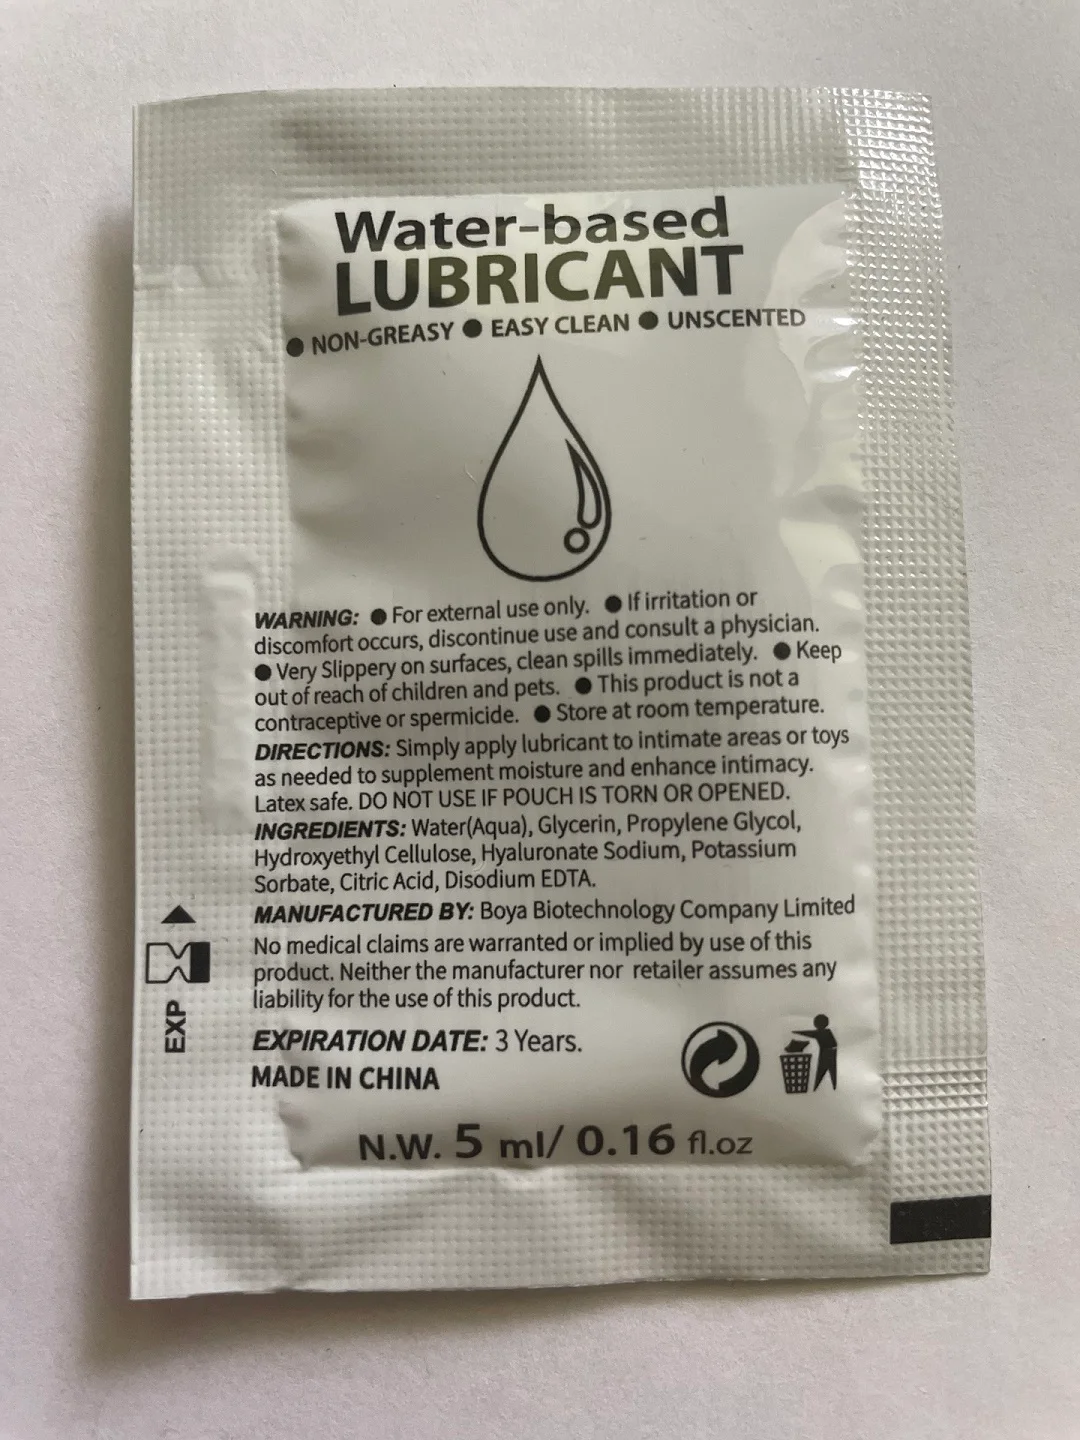 Water-based
LUBRICANT
● NON-GREASY ● EASY CLEAN ● UNSCENTED
WARNING: ● For external use only. ● If irritation or
discomfort occurs, discontinue use and consult a physician.
● Very Slippery on surfaces, clean spills immediately. ● Keep
out of reach of children and pets. ● This product is not a
contraceptive or spermicide. ● Store at room temperature.
DIRECTIONS: Simply apply lubricant to intimate areas or toys
as needed to supplement moisture and enhance intimacy.
Latex safe. DO NOT USE IF POUCH IS TORN OR OPENED.
INGREDIENTS: Water(Aqua), Glycerin, Propylene Glycol,
Hydroxyethyl Cellulose, Hyaluronate Sodium, Potassium
Sorbate, Citric Acid, Disodium EDTA.
MANUFACTURED BY: Boya Biotechnology Company Limited
No medical claims are warranted or implied by use of this
product. Neither the manufacturer nor retailer assumes any
liability for the use of this product.
EXP
EXPIRATION DATE: 3 Years.
MADE IN CHINA
N.W. 5 ml/ 0.16 fl.oz